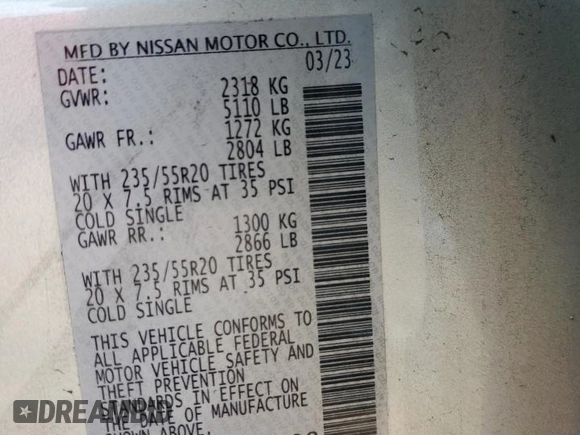 MFD BY NISSAN MOTOR CO., LTD.
DATE: 03/23
GVWR: 2318 KG
5110 LB
GAWR FR.: 1272 KG
2804 LB
WITH 235/55R20 TIRES
20 X 7.5 RIMS AT 35 PSI
COLD SINGLE
GAWR RR.: 1300 KG
2866 LB
WITH 235/55R20 TIRES
20 X 7.5 RIMS AT 35 PSI
COLD SINGLE
THIS VEHICLE CONFORMS TO
ALL APPLICABLE FEDERAL
MOTOR VEHICLE SAFETY AND
THEFT PREVENTION
STANDARDS IN EFFECT ON
THE DATE OF MANUFACTURE
SHOWN ABOVE.